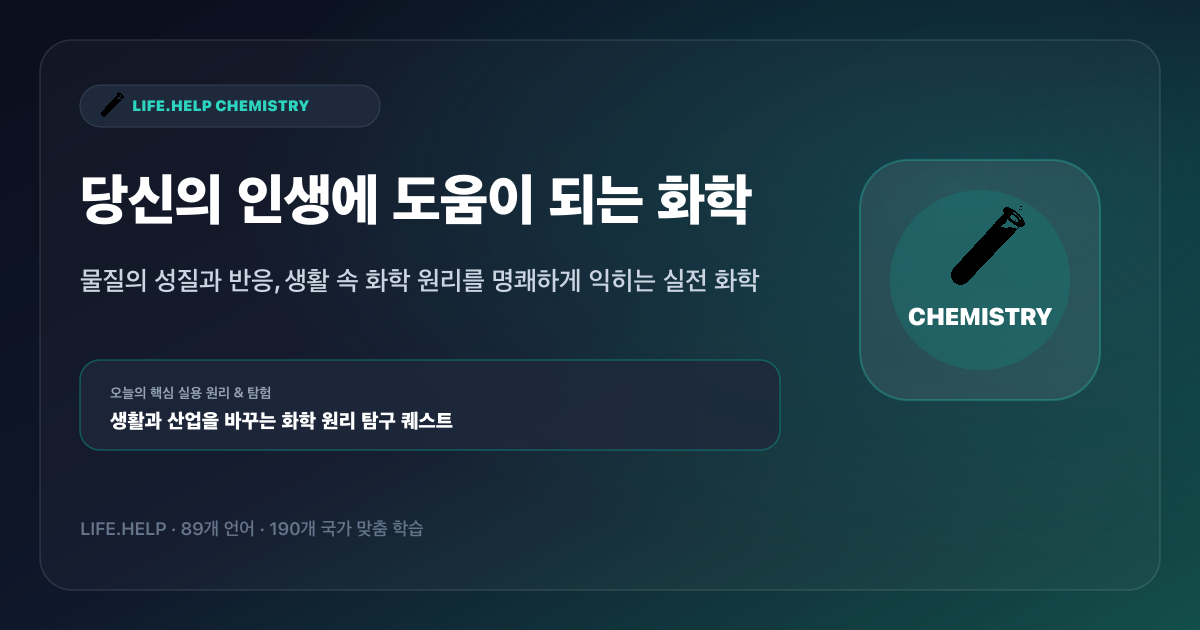 LIFE.HELP CHEMISTRY
당신의 인생에 도움이 되는 화학
물질의 성질과 반응, 생활 속 화학 원리를 명쾌하게 익히는 실전 화학
CHEMISTRY
오늘의 핵심 실용 원리 & 탐험
생활과 산업을 바꾸는 화학 원리 탐구 퀘스트
LIFE.HELP · 89개 언어 · 190개 국가 맞춤 학습